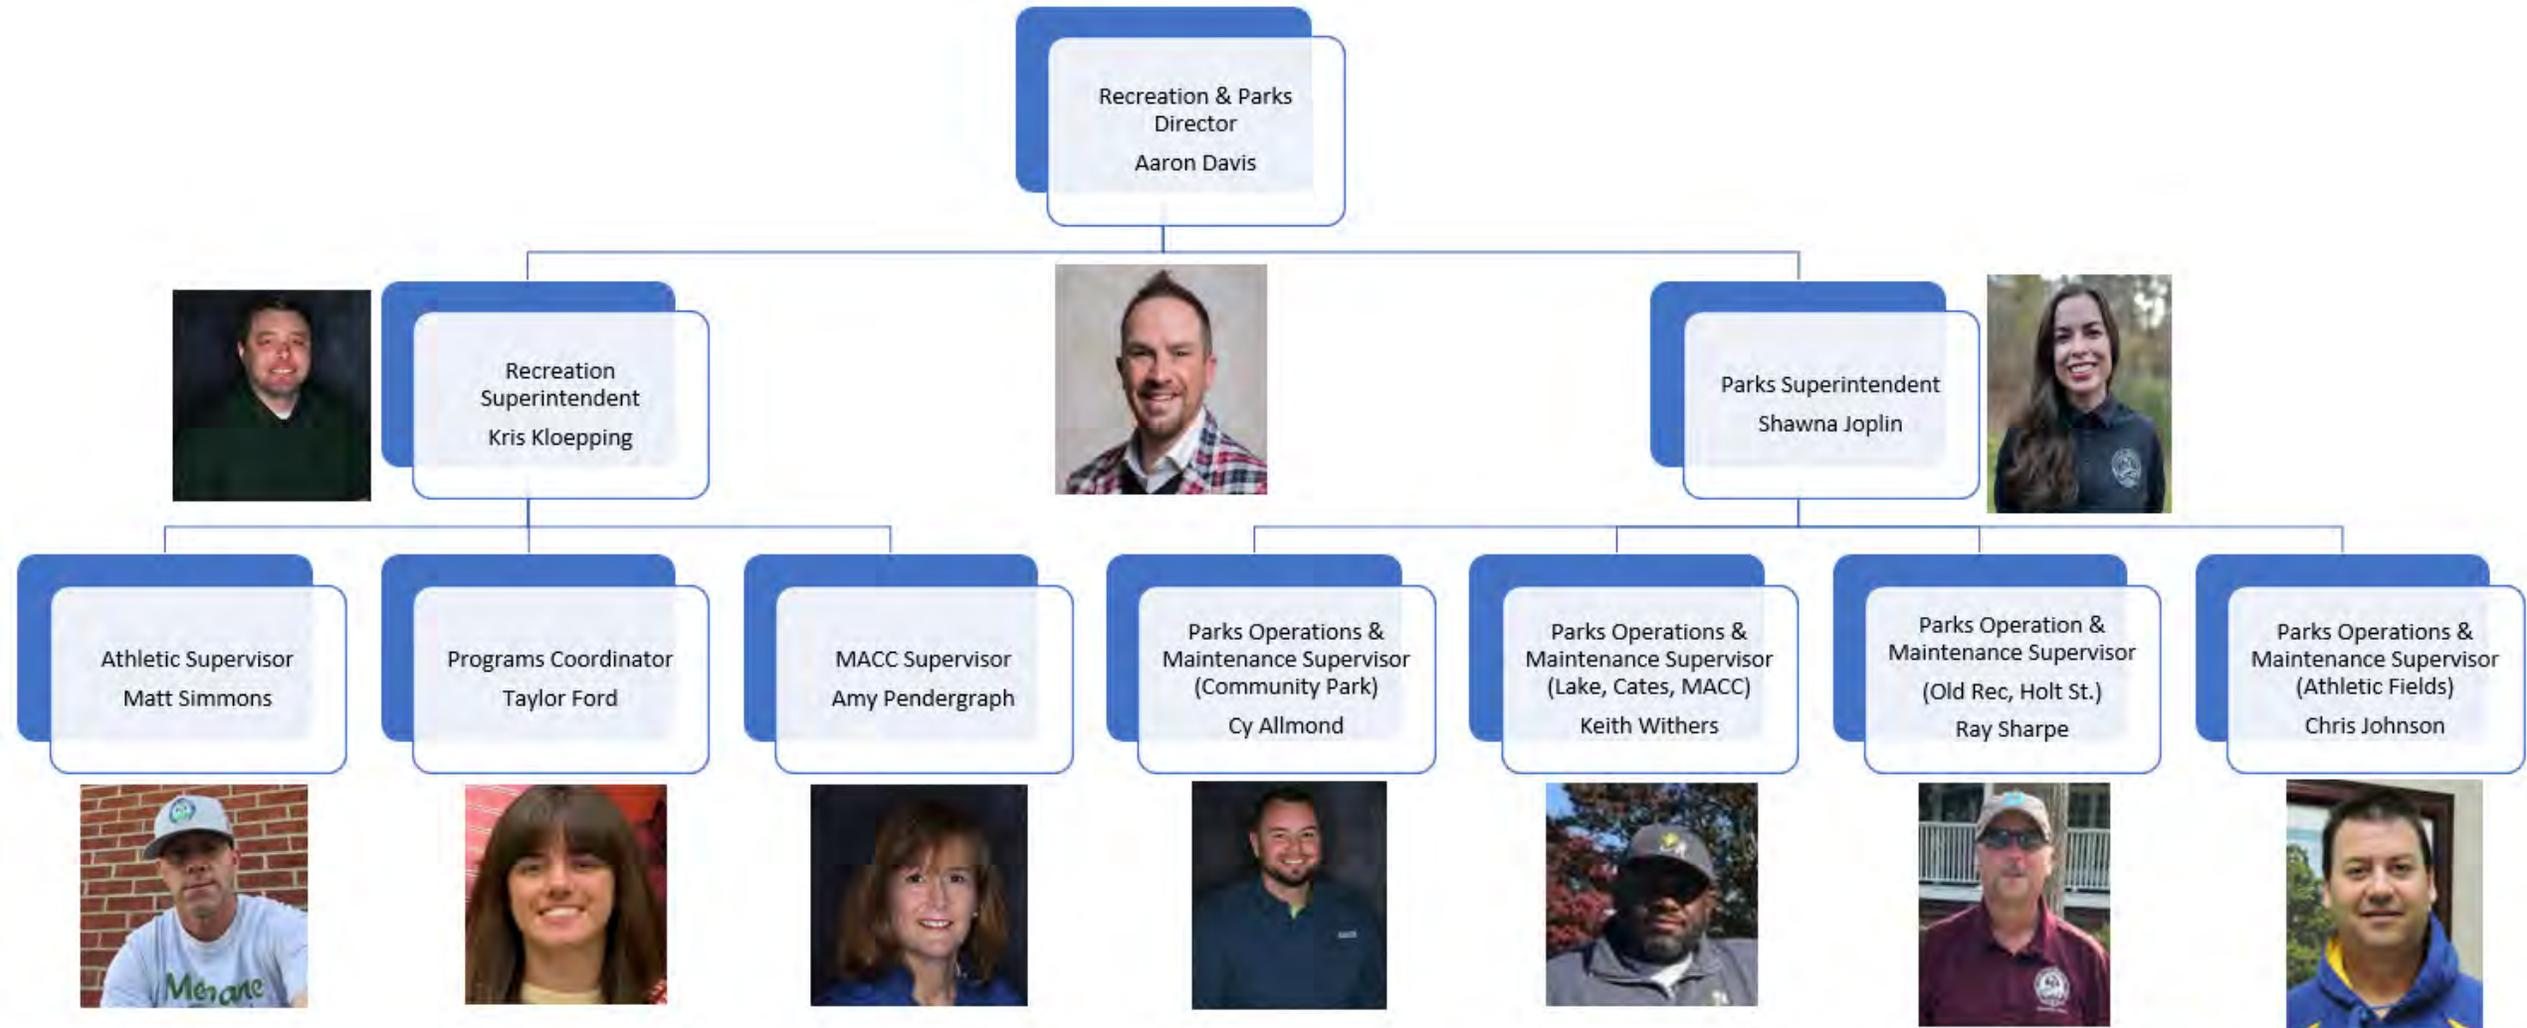 Recreation & Parks
Director
Aaron Davis
Recreation
Superintendent
Kris Kloepping
Parks Superintendent
Shawna Joplin
Athletic Supervisor
Matt Simmons
Programs Coordinator
Taylor Ford
MACC Supervisor
Amy Pendergraph
Parks Operations &
Maintenance Supervisor
(Community Park)
Cy Allmond
Parks Operations &
Maintenance Supervisor
(Lake, Cates, MACC)
Keith Withers
Parks Operation &
Maintenance Supervisor
(Old Rec, Holt St.)
Ray Sharpe
Parks Operations &
Maintenance Supervisor
(Athletic Fields)
Chris Johnson
Mebane